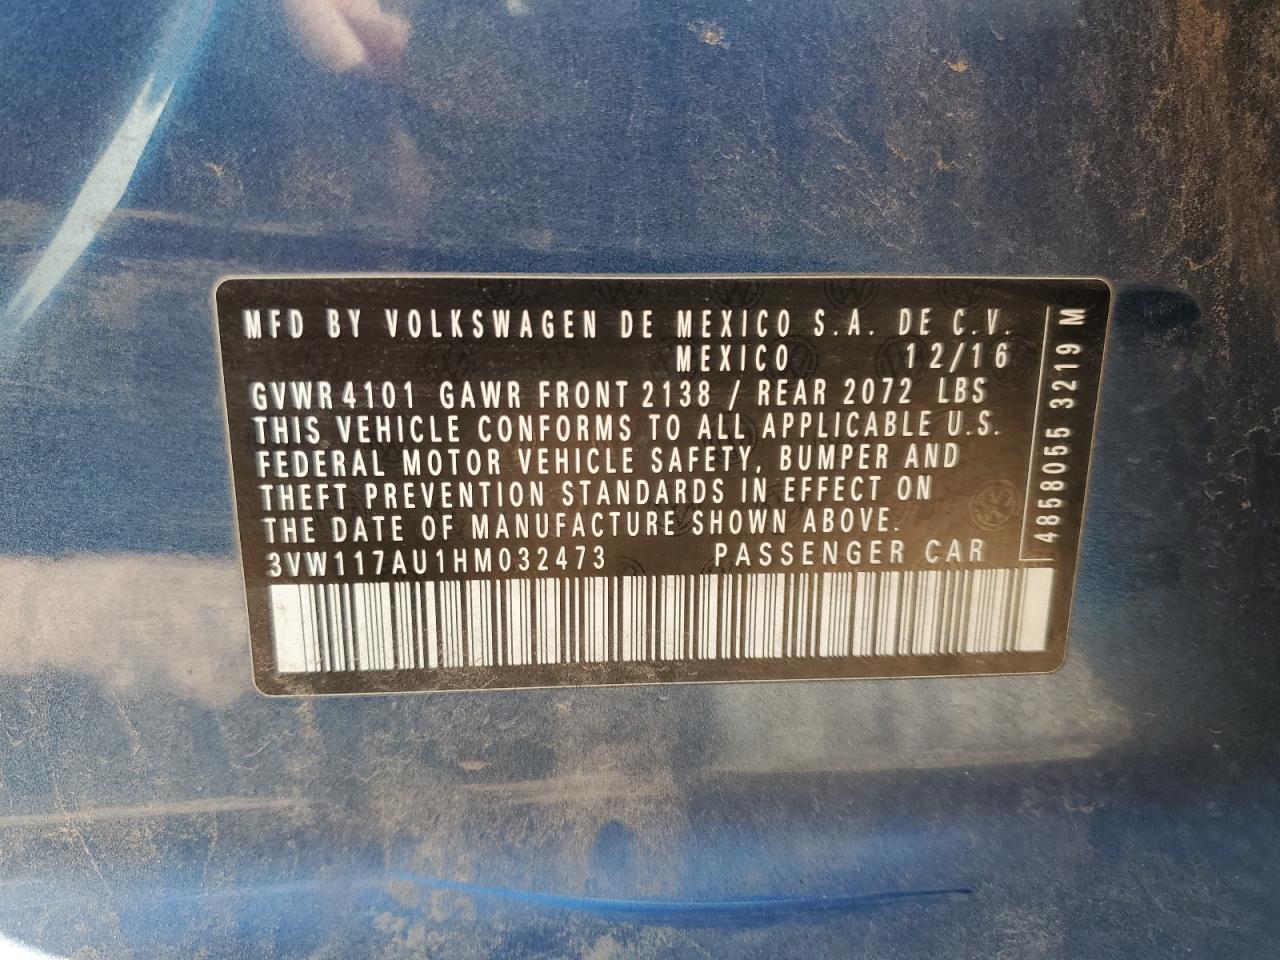 MFD BY VOLKSWAGEN DE MEXICO S.A. DE C.V.
MEXICO 12/16
GVWR 4101 GAWR FRONT 2138 / REAR 2072 LBS
THIS VEHICLE CONFORMS TO ALL APPLICABLE U.S.
FEDERAL MOTOR VEHICLE SAFETY, BUMPER AND
THEFT PREVENTION STANDARDS IN EFFECT ON
THE DATE OF MANUFACTURE SHOWN ABOVE.
3VW117AU1HM032473 PASSENGER CAR
4858055 3219